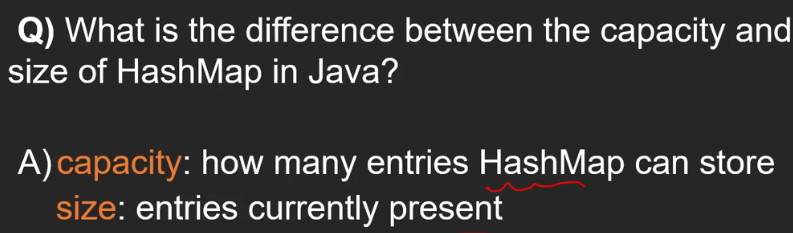 Q) What is the difference between the capacity and
size of HashMap in Java?
A) capacity: how many entries HashMap can store
size: entries currently present